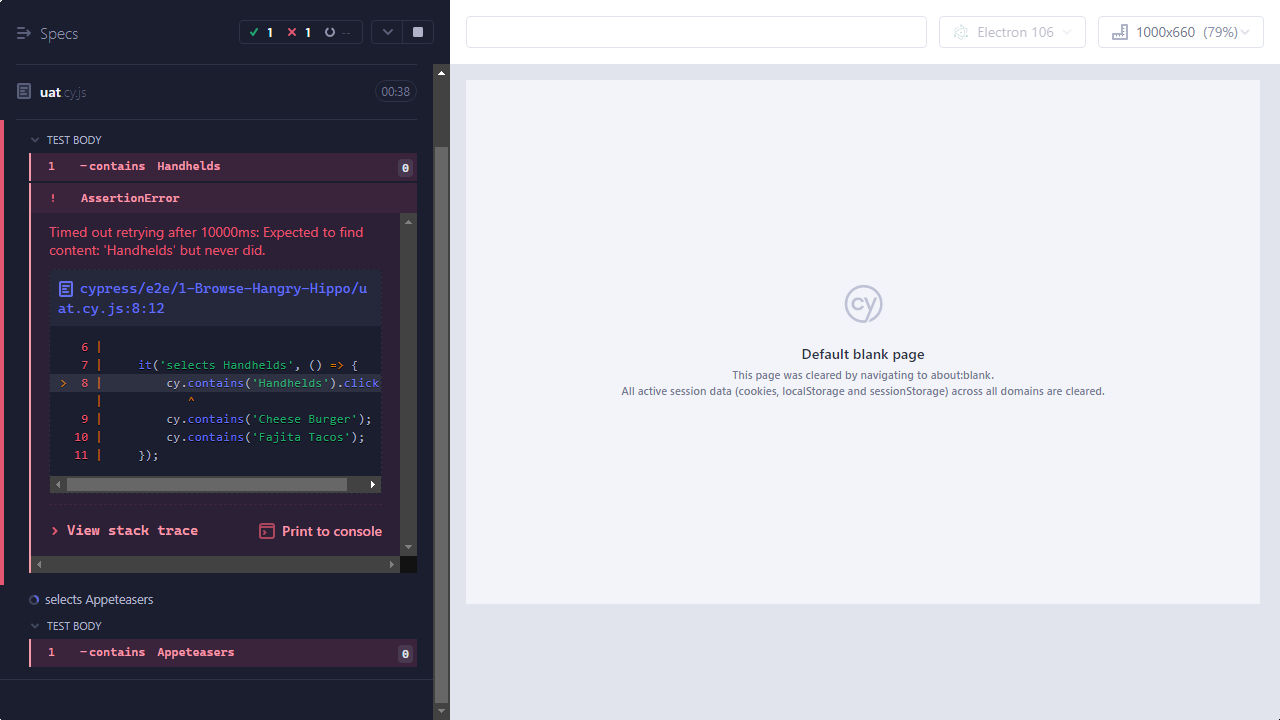 Specs
1 1 --
Electron 106
1000x660 (79%)
uat.cy.js
00:38
TEST BODY
1 -contains Handhelds 0
! AssertionError
Timed out retrying after 10000ms: Expected to find
content: 'Handhelds' but never did.
cypress/e2e/1-Browse-Hangry-Hippo/u
at.cy.js:8:12
6 |
7 | it('selects Handhelds', () => {
> 8 | cy.contains('Handhelds').click
| ^
9 | cy.contains('Cheese Burger');
10 | cy.contains('Fajita Tacos');
11 | });
View stack trace
Print to console
selects Appeteasers
TEST BODY
1 -contains Appeteasers 0
cy
Default blank page
This page was cleared by navigating to about:blank.
All active session data (cookies, localStorage and sessionStorage) across all domains are cleared.